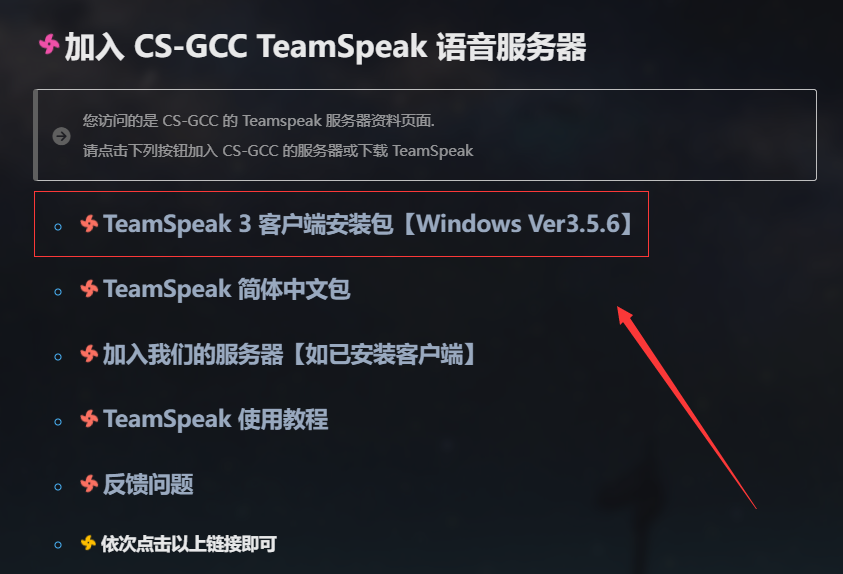 加入 CS-GCC TeamSpeak 语音服务器
您访问的是 CS-GCC 的 Teamspeak 服务器资料页面.
请点击下列按钮加入 CS-GCC 的服务器或下载 TeamSpeak
TeamSpeak 3 客户端安装包【Windows Ver3.5.6】
TeamSpeak 简体中文包
加入我们的服务器【如已安装客户端】
TeamSpeak 使用教程
反馈问题
依次点击以上链接即可